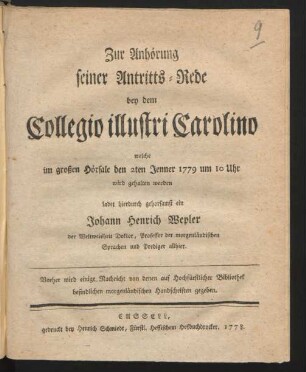 9
Zur Anhörung
seiner Antritts-Rede
bey dem
Collegio illustri Carolino
welche
im großen Hörsale den 2ten Jenner 1779 um 10 Uhr
wird gehalten werden
ladet hierdurch gehorsamst ein
Johann Henrich Wepler
der Weltweisheit Doktor, Professor der morgenländischen
Sprachen und Prediger allhier.
Vorher wird einige Nachricht von denen auf Hochfürstlicher Bibliothek
befindlichen morgenländischen Handschriften gegeben.
CASSEL,
gedruckt bey Henrich Schmiedt, Fürstl. Hessischem Hofbuchdrucker. 1778.